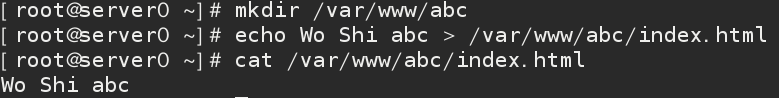 [root@server0 ~]# mkdir /var/www/abc
[root@server0 ~]# echo Wo Shi abc > /var/www/abc/index.html
[root@server0 ~]# cat /var/www/abc/index.html
Wo Shi abc